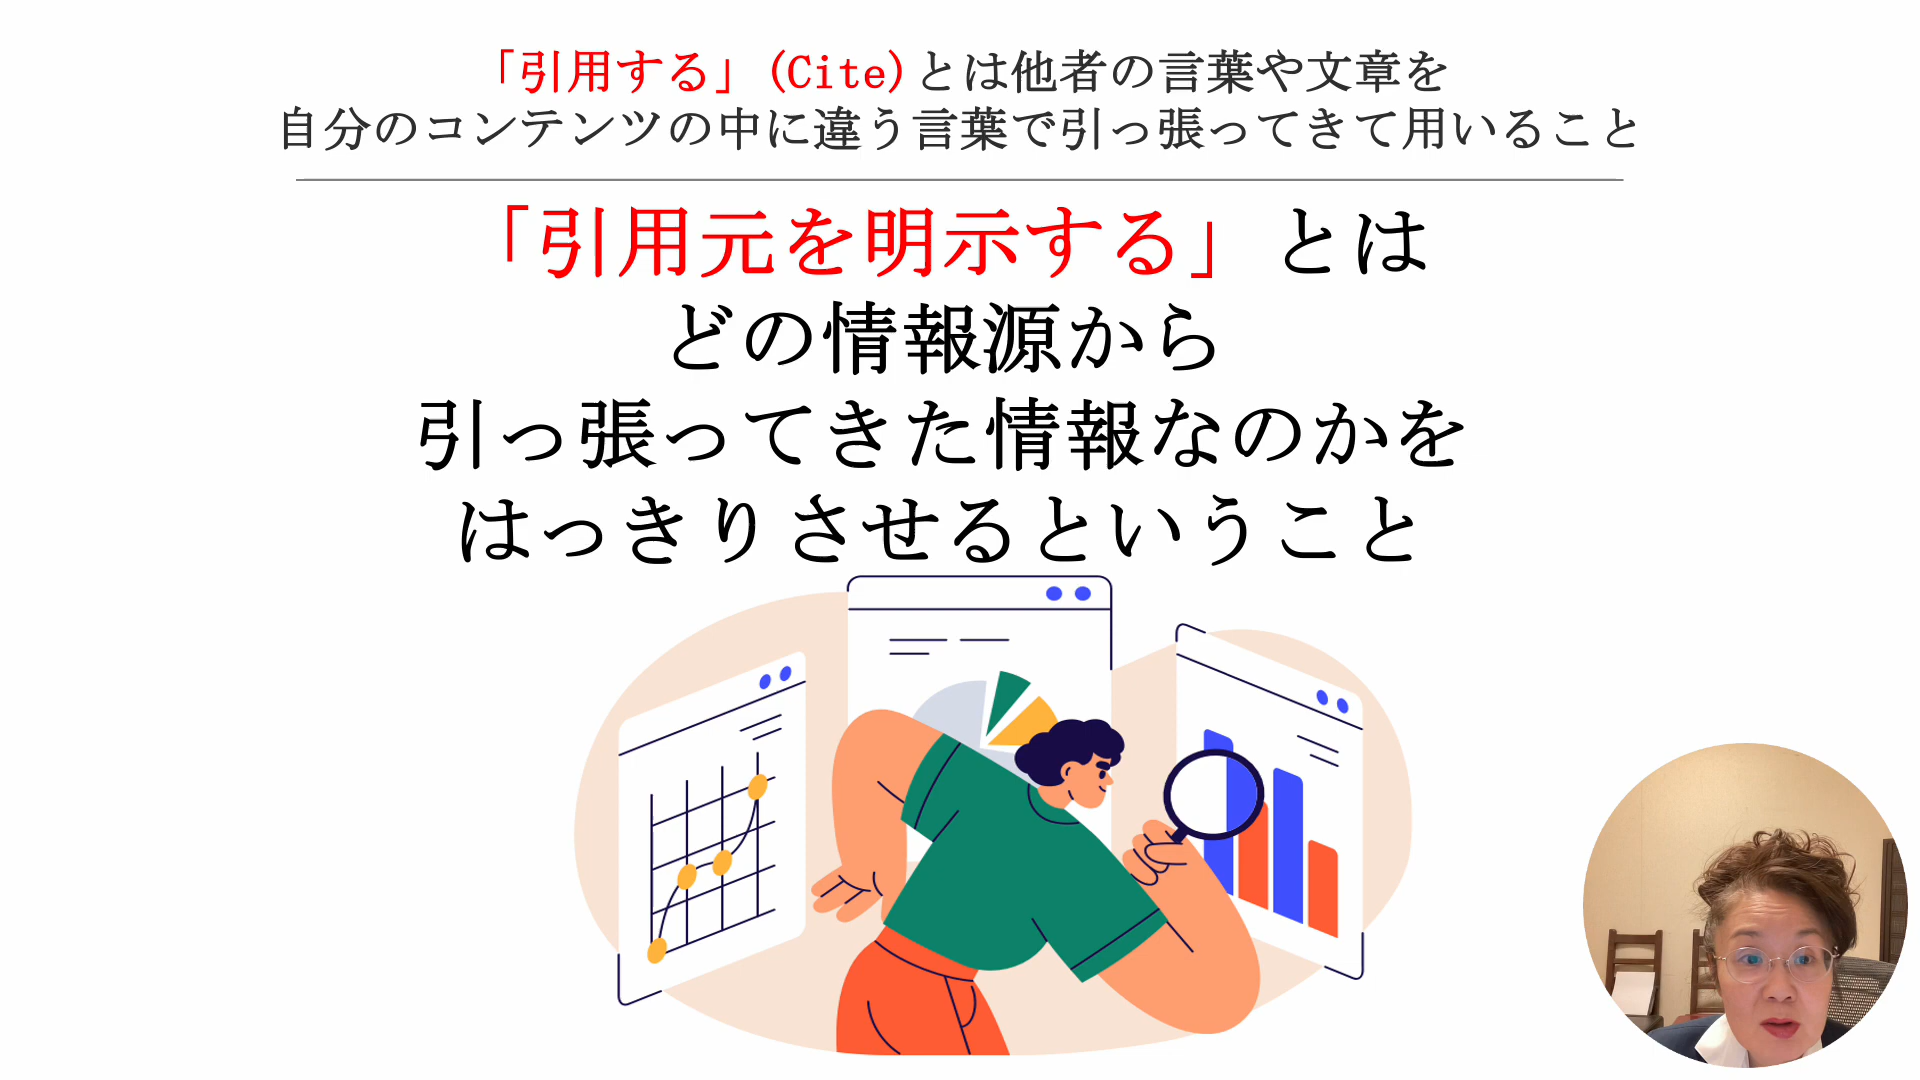 「引用する」(Cite)とは他者の言葉や文章を
自分のコンテンツの中に違う言葉で引っ張ってきて用いること
「引用元を明示する」とは
どの情報源から
引っ張ってきた情報なのかを
はっきりさせるということ